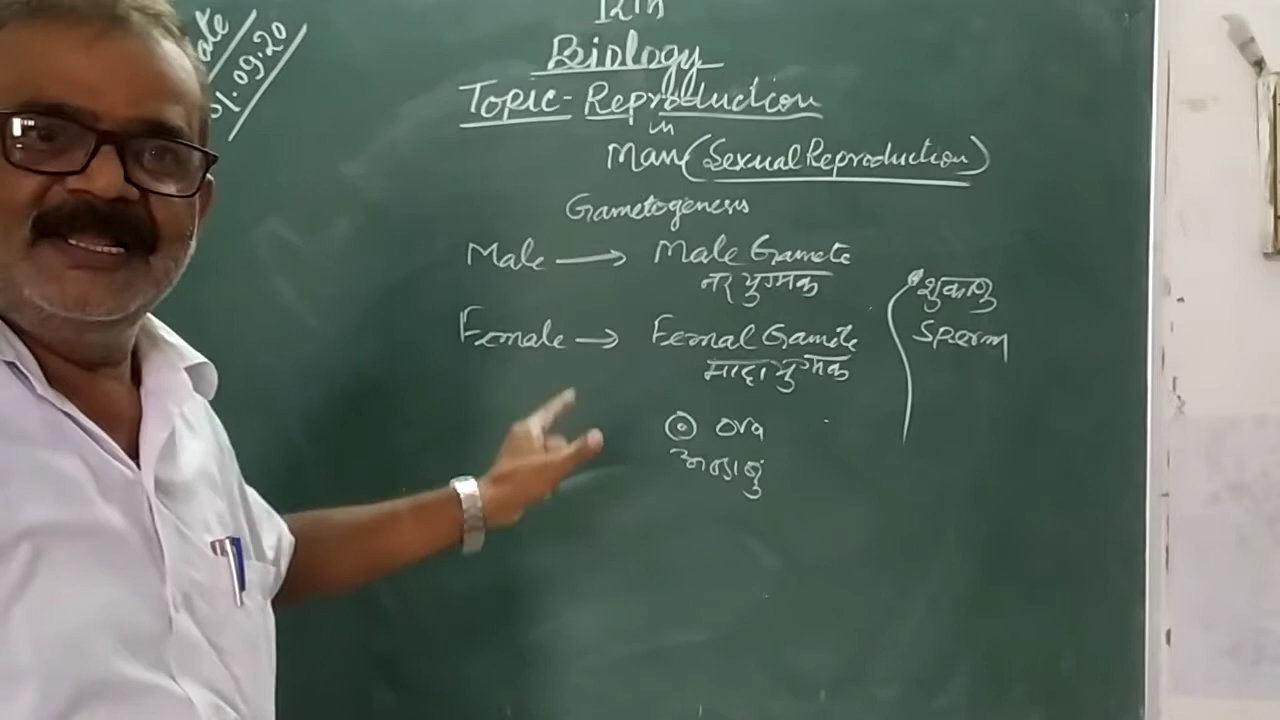 12th
Biology
Topic- Reproduction
in
Man (Sexual Reproduction)
Gametogenesis
Male → Male Gamete
नर युग्मक
Female → Femal Gamete
मादा युग्मक
शुक्राणु
Sperm
ova
अण्डाणु